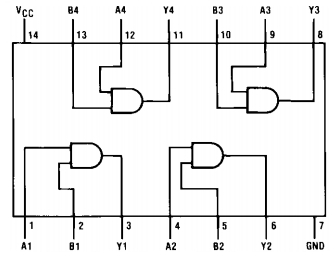 VCC B4 A4 Y4 B3 A3 Y3
14 13 12 11 10 9 8
1 2 3 4 5 6 7
A1 B1 Y1 A2 B2 Y2 GND